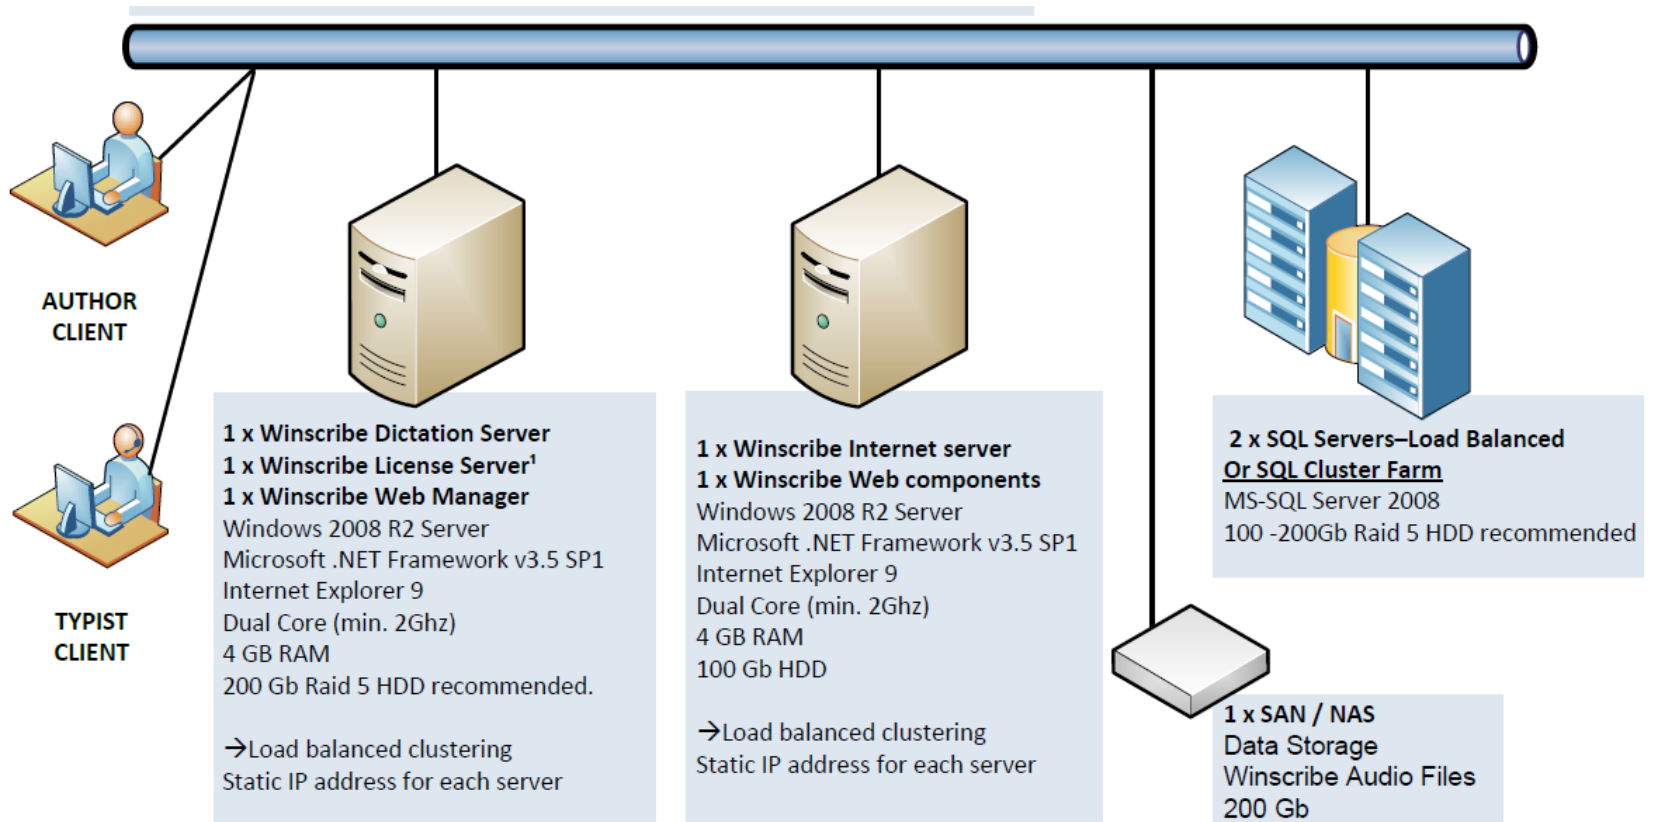 AUTHOR
CLIENT
TYPIST
CLIENT
1 x Winscribe Dictation Server
1 x Winscribe License Server¹
1 x Winscribe Web Manager
Windows 2008 R2 Server
Microsoft .NET Framework v3.5 SP1
Internet Explorer 9
Dual Core (min. 2Ghz)
4 GB RAM
200 Gb Raid 5 HDD recommended.
→Load balanced clustering
Static IP address for each server
1 x Winscribe Internet server
1 x Winscribe Web components
Windows 2008 R2 Server
Microsoft .NET Framework v3.5 SP1
Internet Explorer 9
Dual Core (min. 2Ghz)
4 GB RAM
100 Gb HDD
→Load balanced clustering
Static IP address for each server
2 x SQL Servers–Load Balanced
Or SQL Cluster Farm
MS-SQL Server 2008
100 -200Gb Raid 5 HDD recommended
1 x SAN / NAS
Data Storage
Winscribe Audio Files
200 Gb